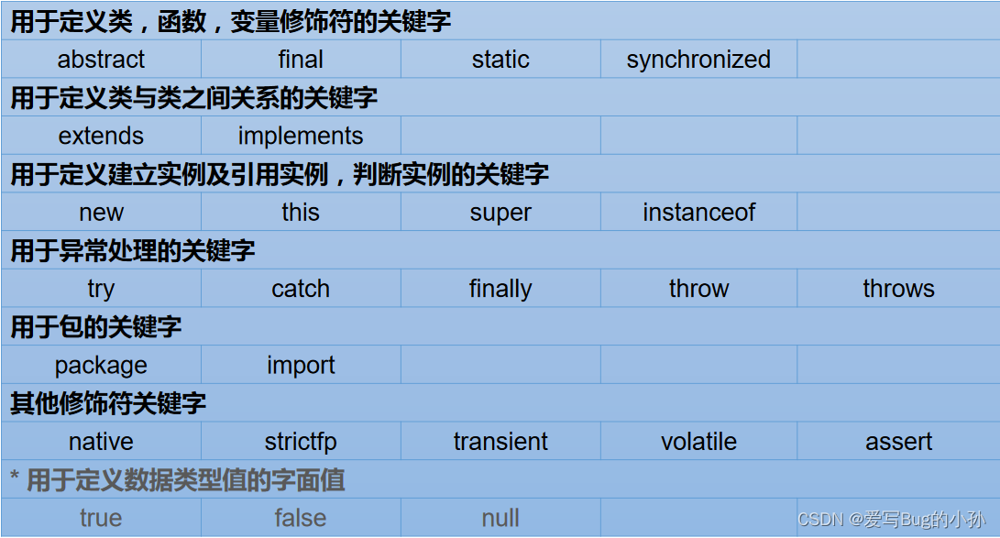 用于定义类，函数，变量修饰符的关键字
abstract final static synchronized
用于定义类与类之间关系的关键字
extends implements
用于定义建立实例及引用实例，判断实例的关键字
new this super instanceof
用于异常处理的关键字
try catch finally throw throws
用于包的关键字
package import
其他修饰符关键字
native strictfp transient volatile assert
* 用于定义数据类型值的字面值
true false null
CSDN @爱写Bug的小孙